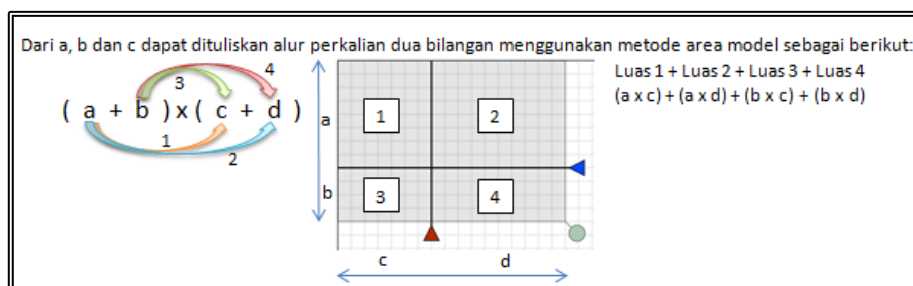 Dari a, b dan c dapat dituliskan alur perkalian dua bilangan menggunakan metode area model sebagai berikut:
4
3
( a + b ) x ( c + d )
1
2
a
b
1
2
3
4
c
d
Luas 1 + Luas 2 + Luas 3 + Luas 4
(a x c) + (a x d) + (b x c) + (b x d)